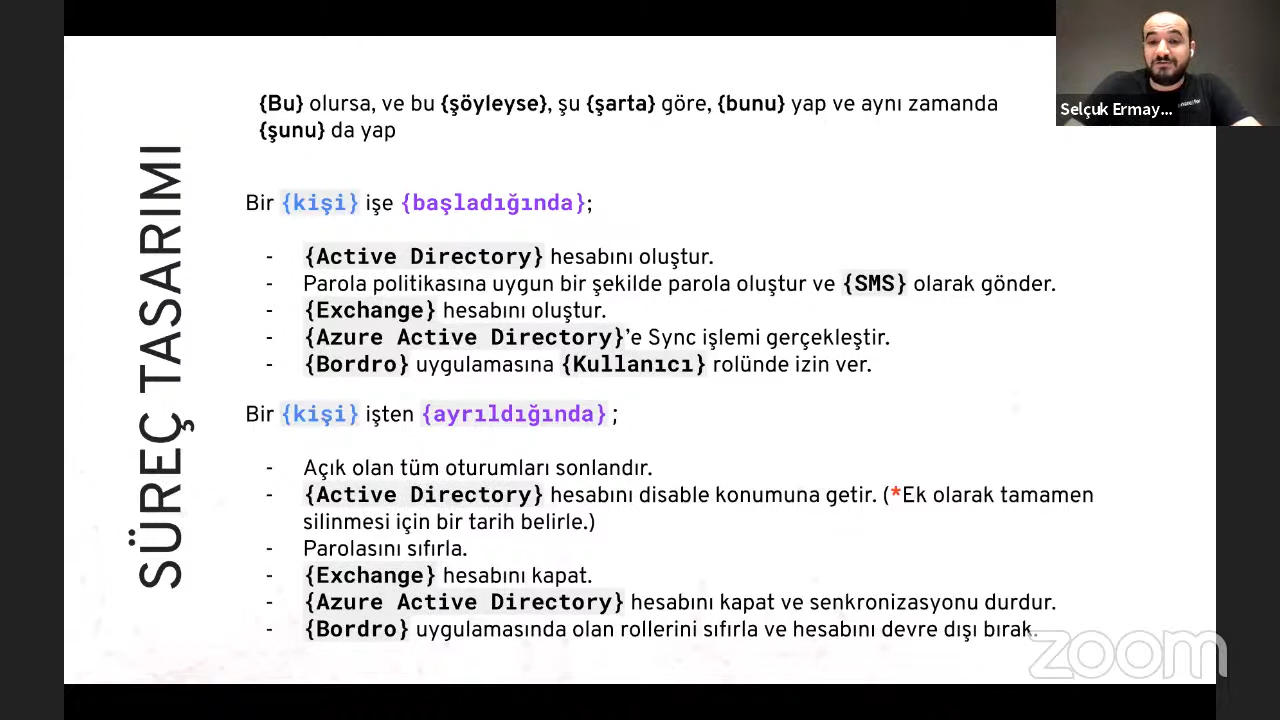 {Bu} olursa, ve bu {şöyleyse}, şu {şarta} göre, {bunu} yap ve aynı zamanda
{şunu} da yap
Selçuk Ermay...
SÜREÇ TASARIMI
Bir {kişi} işe {başladığında};
- {Active Directory} hesabını oluştur.
- Parola politikasına uygun bir şekilde parola oluştur ve {SMS} olarak gönder.
- {Exchange} hesabını oluştur.
- {Azure Active Directory}'e Sync işlemi gerçekleştir.
- {Bordro} uygulamasına {Kullanıcı} rolünde izin ver.
Bir {kişi} işten {ayrıldığında} ;
- Açık olan tüm oturumları sonlandır.
- {Active Directory} hesabını disable konumuna getir. (*Ek olarak tamamen
silinmesi için bir tarih belirle.)
- Parolasını sıfırla.
- {Exchange} hesabını kapat.
- {Azure Active Directory} hesabını kapat ve senkronizasyonu durdur.
- {Bordro} uygulamasında olan rollerini sıfırla ve hesabını devre dışı bırak.
zoom